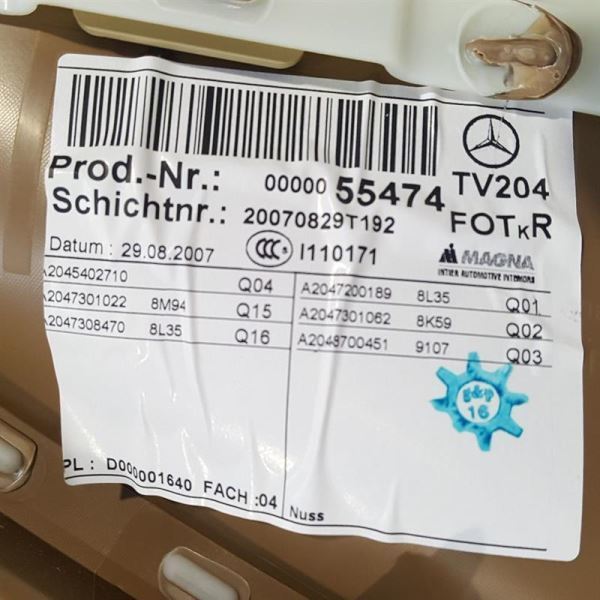 Prod.-Nr.: 00000 55474 TV204
Schichtnr.: 20070829T192 FOTKR
Datum : 29.08.2007 CCC S I110171 MAGNA
INTIER AUTOMOTIVE INTERIORS
A2045402710 Q04 A2047200189 8L35 Q01
A2047301022 8M94 Q15 A2047301062 8K59 Q02
A2047308470 8L35 Q16 A2048700451 9107 Q03
16
PL : D000001640 FACH :04 Nuss